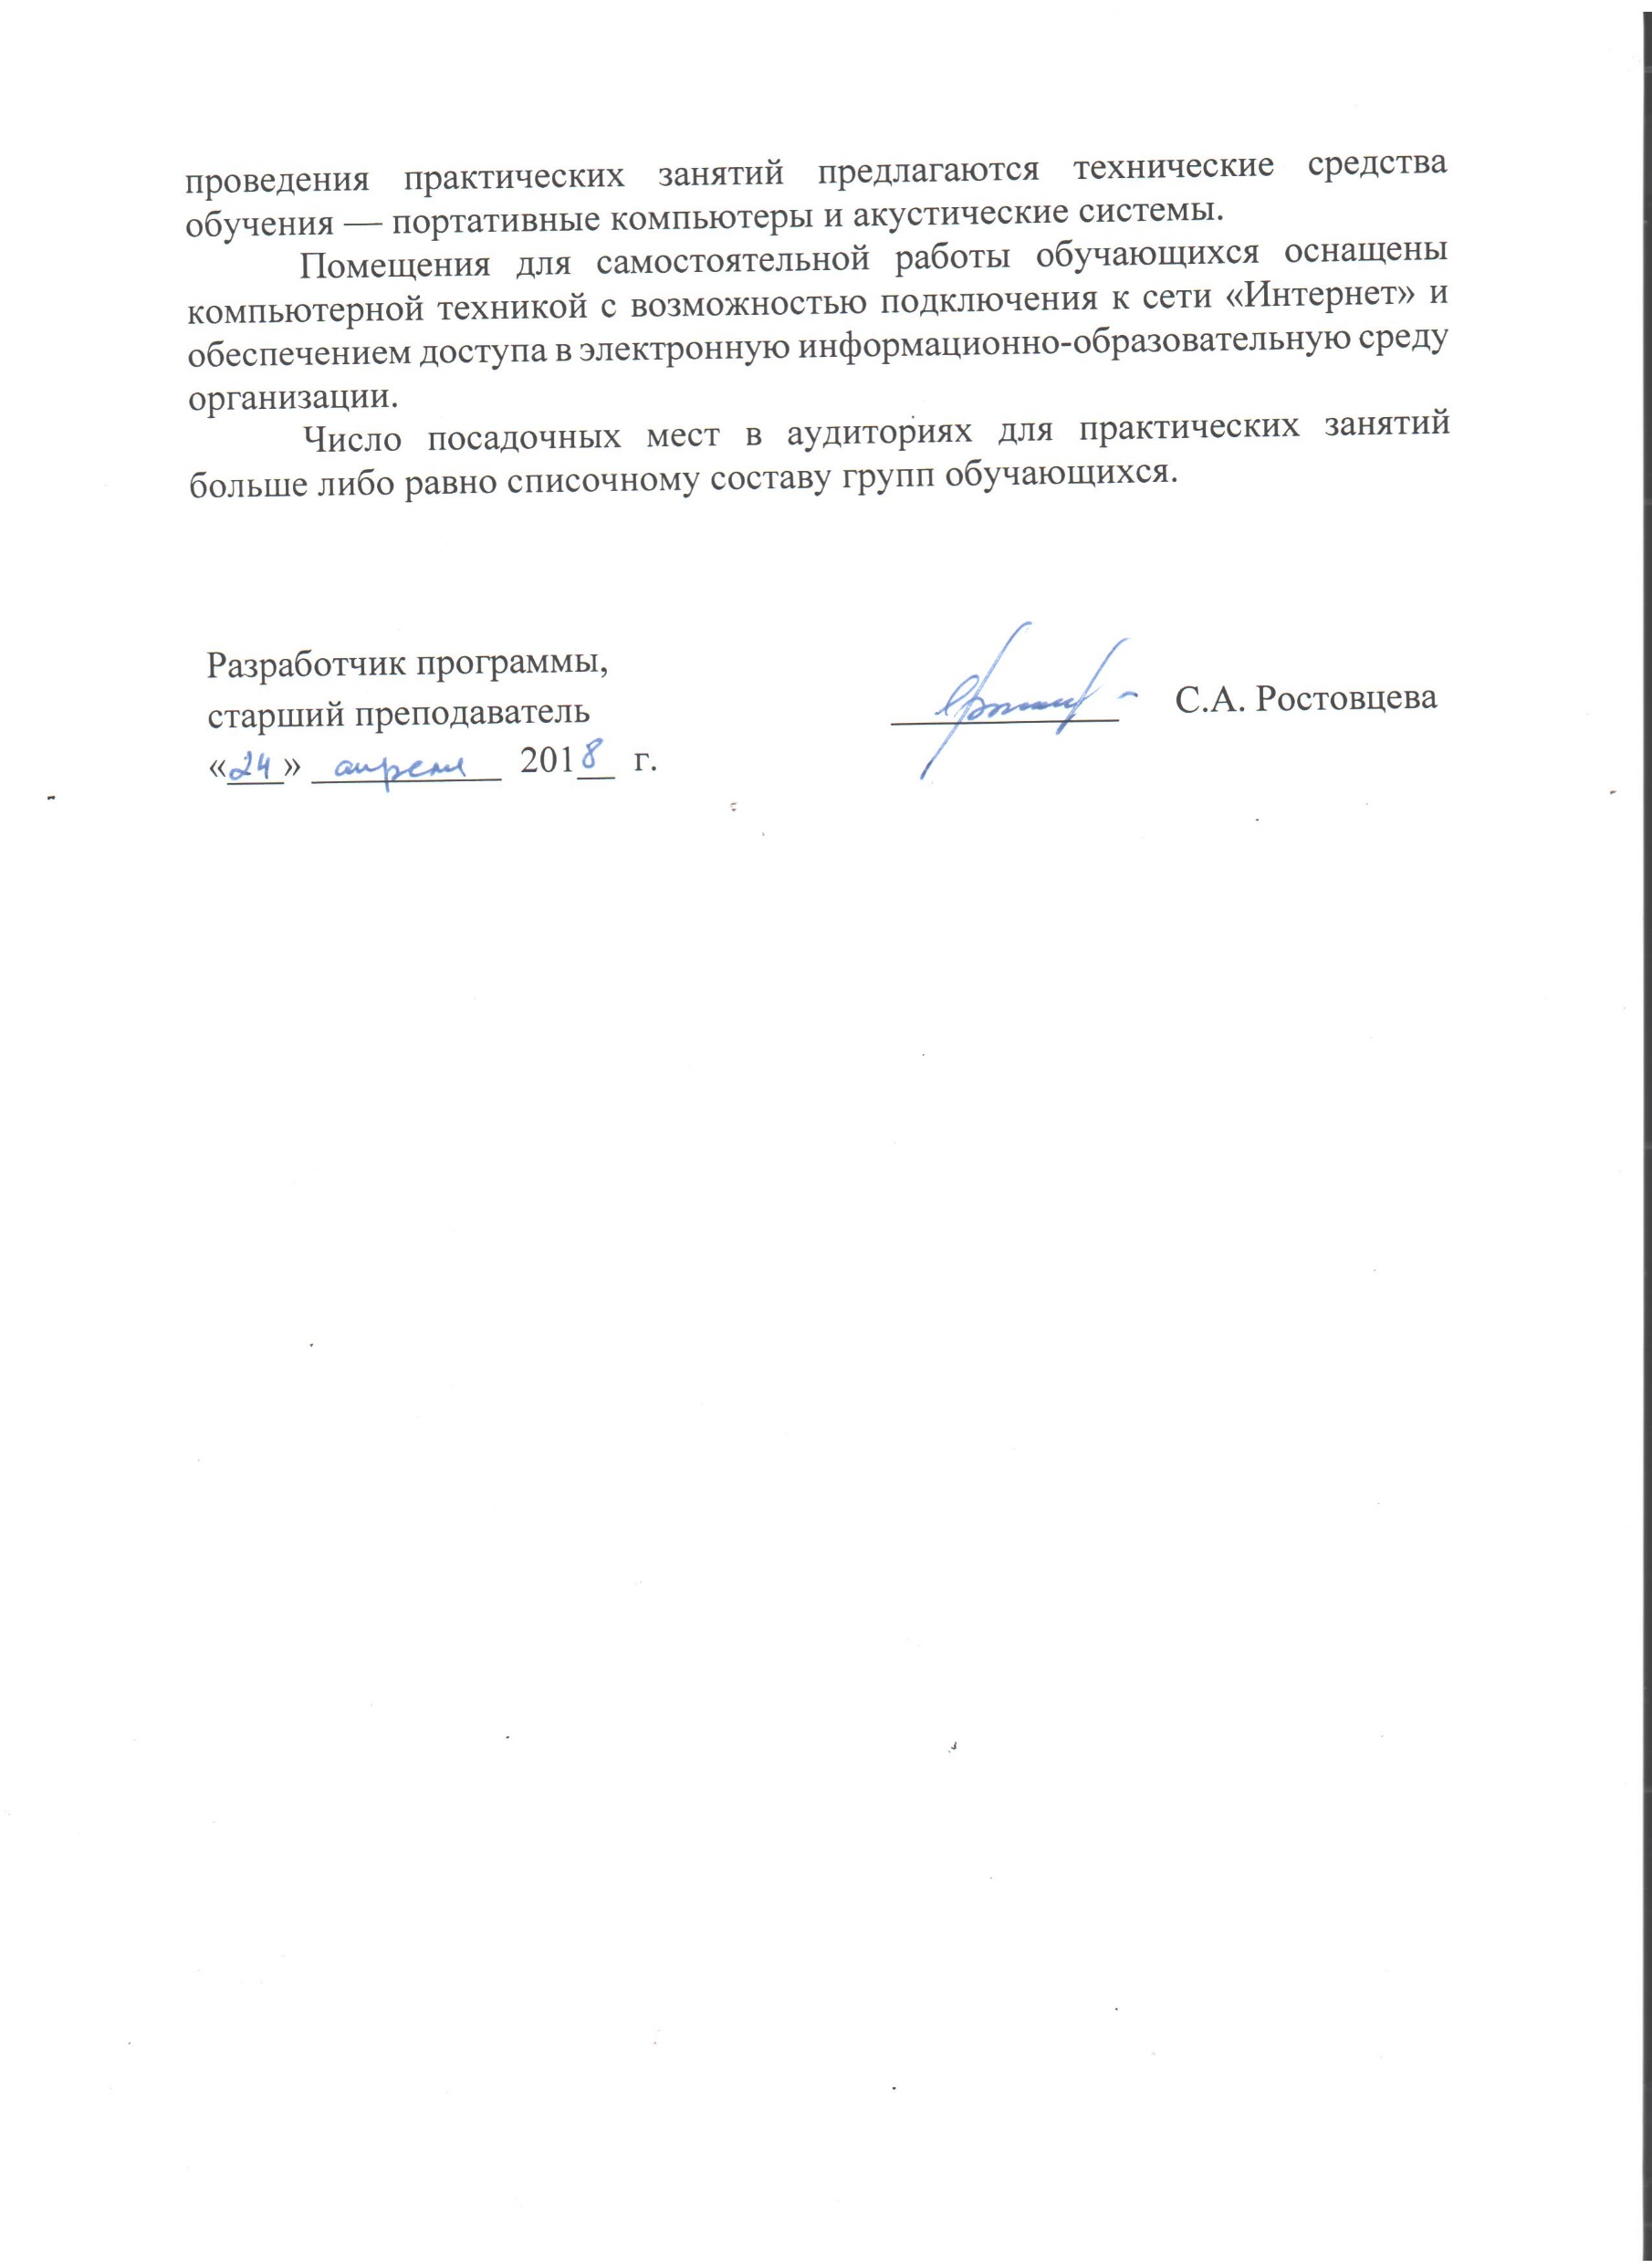 проведения практических занятий предлагаются технические средства
обучения — портативные компьютеры и акустические системы.
Помещения для самостоятельной работы обучающихся оснащены
компьютерной техникой с возможностью подключения к сети «Интернет» и
обеспечением доступа в электронную информационно-образовательную среду
организации.
Число посадочных мест в аудиториях для практических занятий
больше либо равно списочному составу групп обучающихся.
Разработчик программы,
старший преподаватель С.А. Ростовцева
«24» апреля 2018 г.